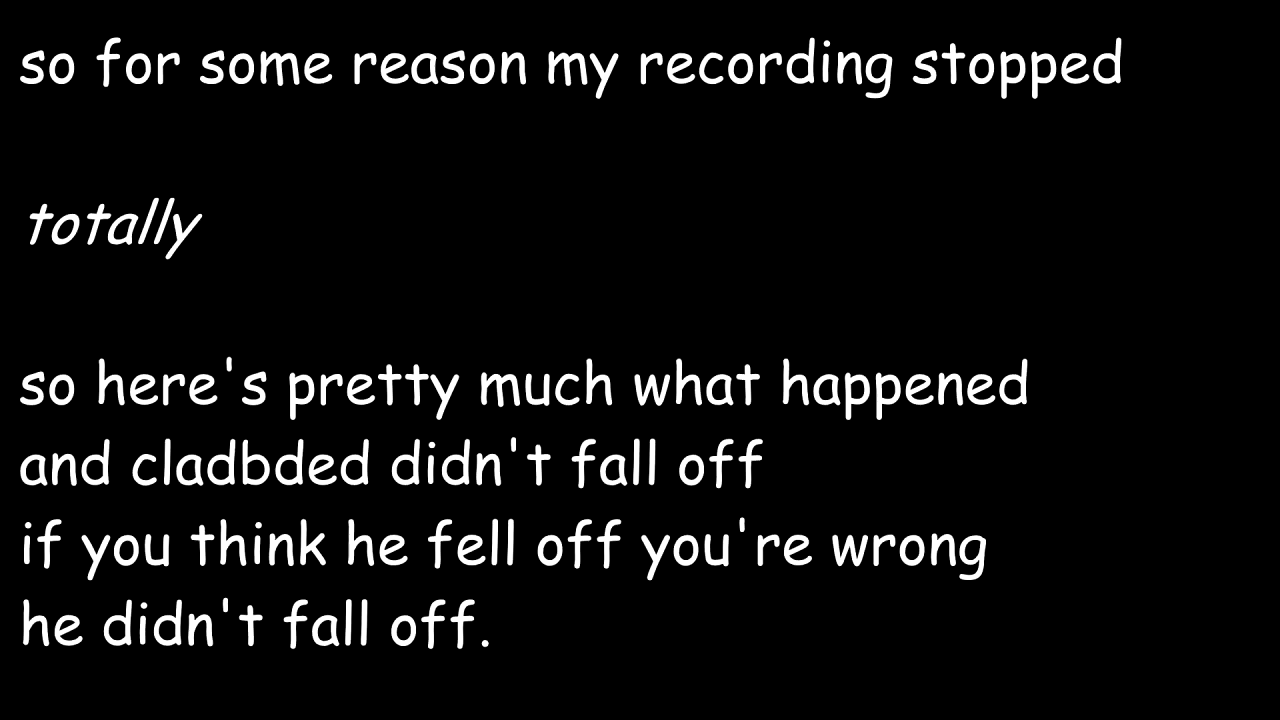 so for some reason my recording stopped
totally
so here's pretty much what happened
and cladbded didn't fall off
if you think he fell off you're wrong
he didn't fall off.